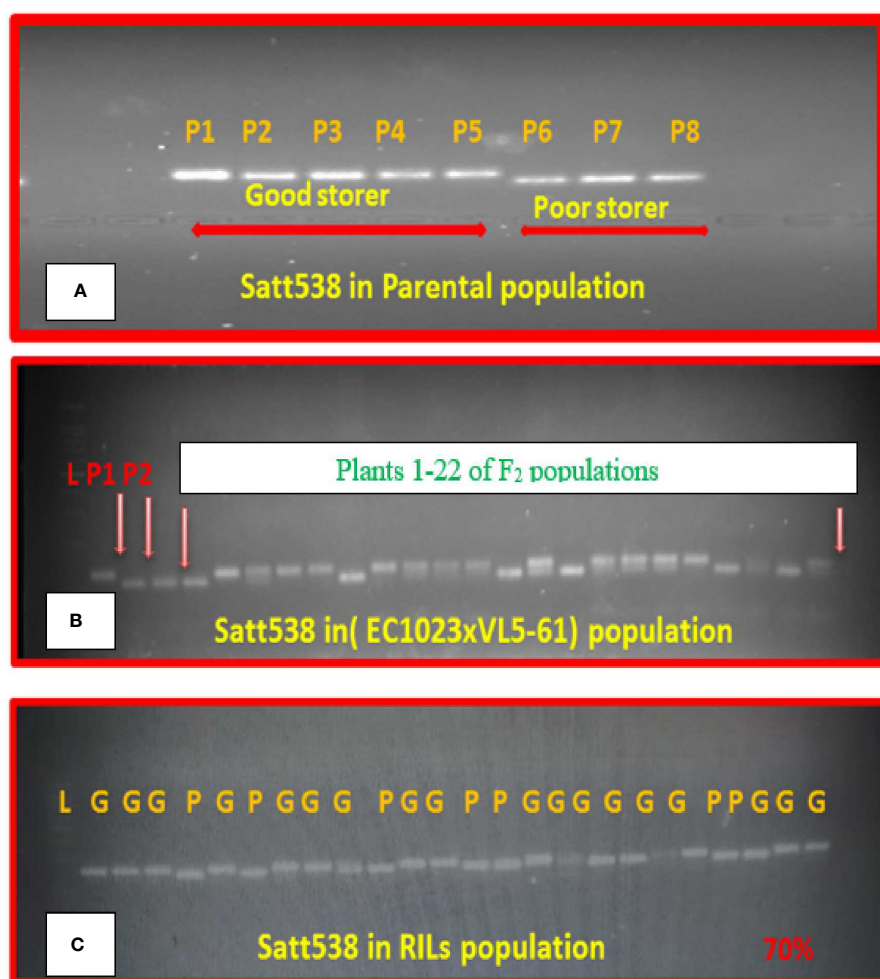 P1 P2 P3 P4 P5 P6 P7 P8
Good storer
Poor storer
A
Satt538 in Parental population
L P1 P2
Plants 1-22 of F₂ populations
B
Satt538 in( EC1023xVL5-61) population
L G G G P G P G G G P G G P P G G G G G G P P G G G
C
Satt538 in RILs population
70%